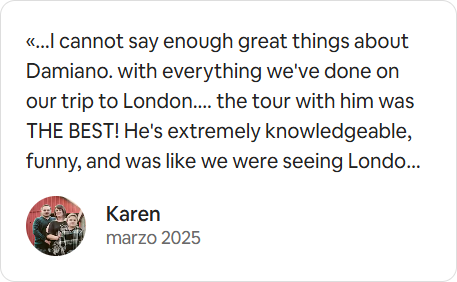 «...I cannot say enough great things about
Damiano. with everything we've done on
our trip to London.... the tour with him was
THE BEST! He's extremely knowledgeable,
funny, and was like we were seeing Londo...
Karen
marzo 2025